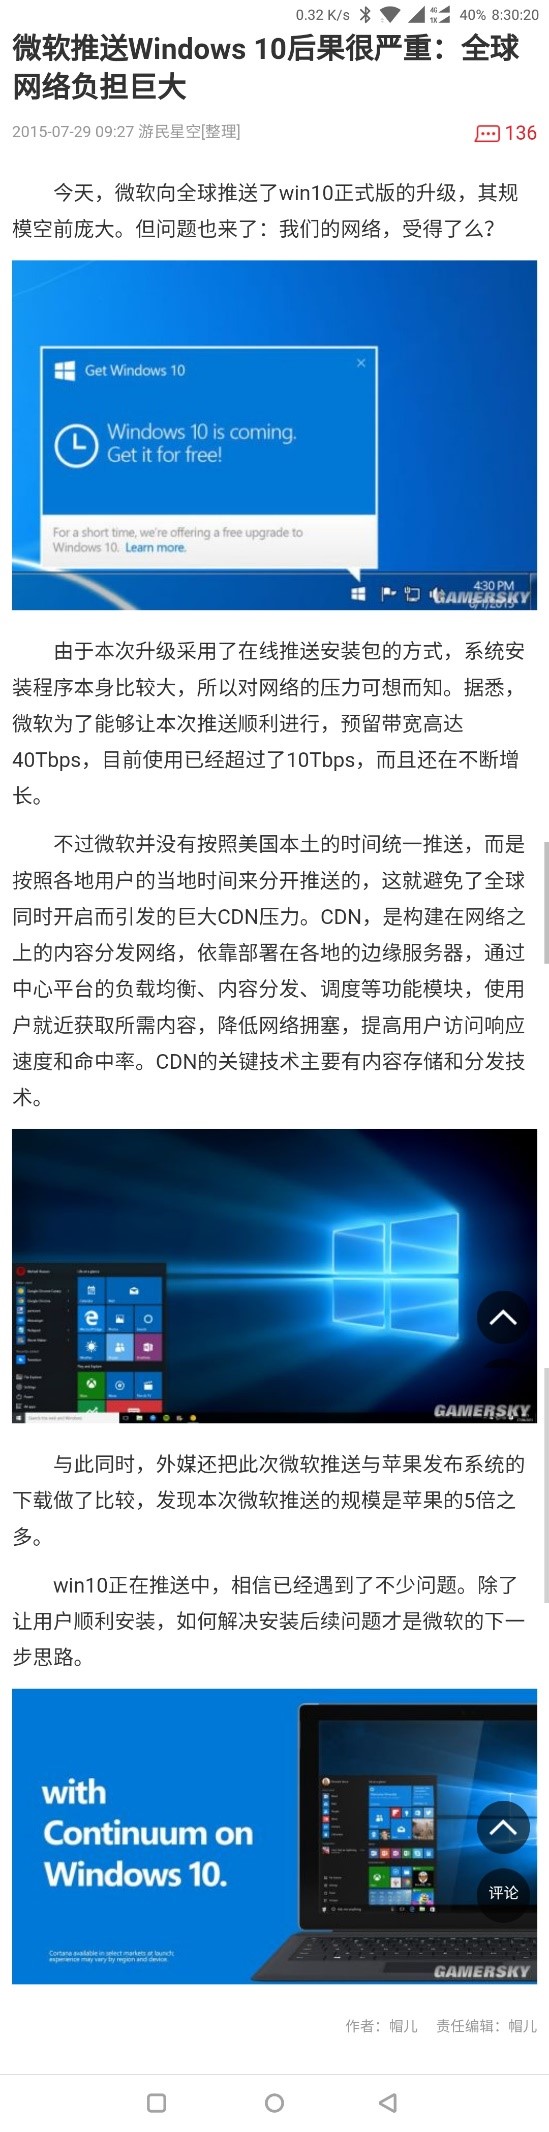 0.32 K/s 40% 8:30:20
微软推送Windows 10后果很严重：全球
网络负担巨大
2015-07-29 09:27 游民星空[整理]
136
今天，微软向全球推送了win10正式版的升级，其规
模空前庞大。但问题也来了：我们的网络，受得了么？
Get Windows 10
Windows 10 is coming.
Get it for free!
For a short time, we're offering a free upgrade to
Windows 10. Learn more.
4:30 PM
GAMERSKY
由于本次升级采用了在线推送安装包的方式，系统安
装程序本身比较大，所以对网络的压力可想而知。据悉，
微软为了能够让本次推送顺利进行，预留带宽高达
40Tbps，目前使用已经超过了10Tbps，而且还在不断增
长。
不过微软并没有按照美国本土的时间统一推送，而是
按照各地用户的当地时间来分开推送的，这就避免了全球
同时开启而引发的巨大CDN压力。CDN，是构建在网络之
上的内容分发网络，依靠部署在各地的边缘服务器，通过
中心平台的负载均衡、内容分发、调度等功能模块，使用
户就近获取所需内容，降低网络拥塞，提高用户访问响应
速度和命中率。CDN的关键技术主要有内容存储和分发技
术。
GAMERSKY
与此同时，外媒还把此次微软推送与苹果发布系统的
下载做了比较，发现本次微软推送的规模是苹果的5倍之
多。
win10正在推送中，相信已经遇到了不少问题。除了
让用户顺利安装，如何解决安装后续问题才是微软的下一
步思路。
with
Continuum on
Windows 10.
Cortana available in select markets at launch;
experience may vary by region and device.
评论
GAMERSKY
作者：帽儿 责任编辑：帽儿